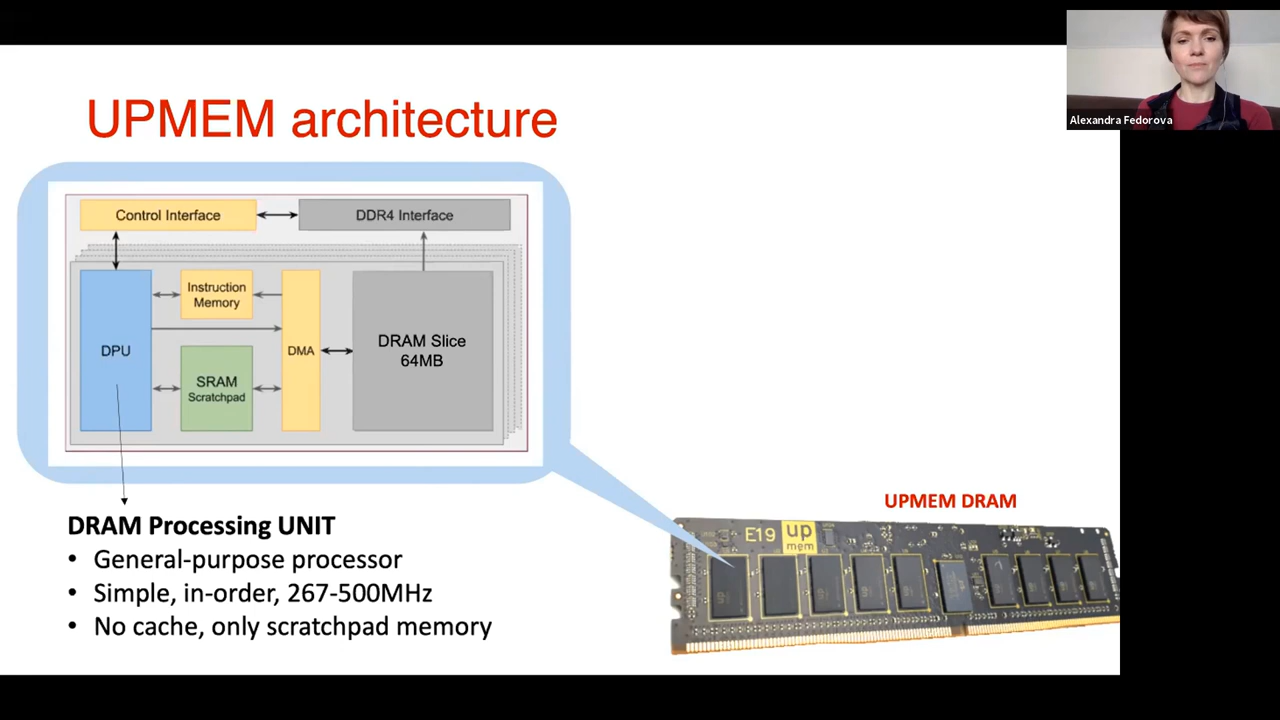 Alexandra Fedorova
UPMEM architecture
Control Interface
DDR4 Interface
Instruction
Memory
DPU
DMA
DRAM Slice
64MB
SRAM
Scratchpad
DRAM Processing UNIT
• General-purpose processor
• Simple, in-order, 267-500MHz
• No cache, only scratchpad memory
UPMEM DRAM
E19
up
mem